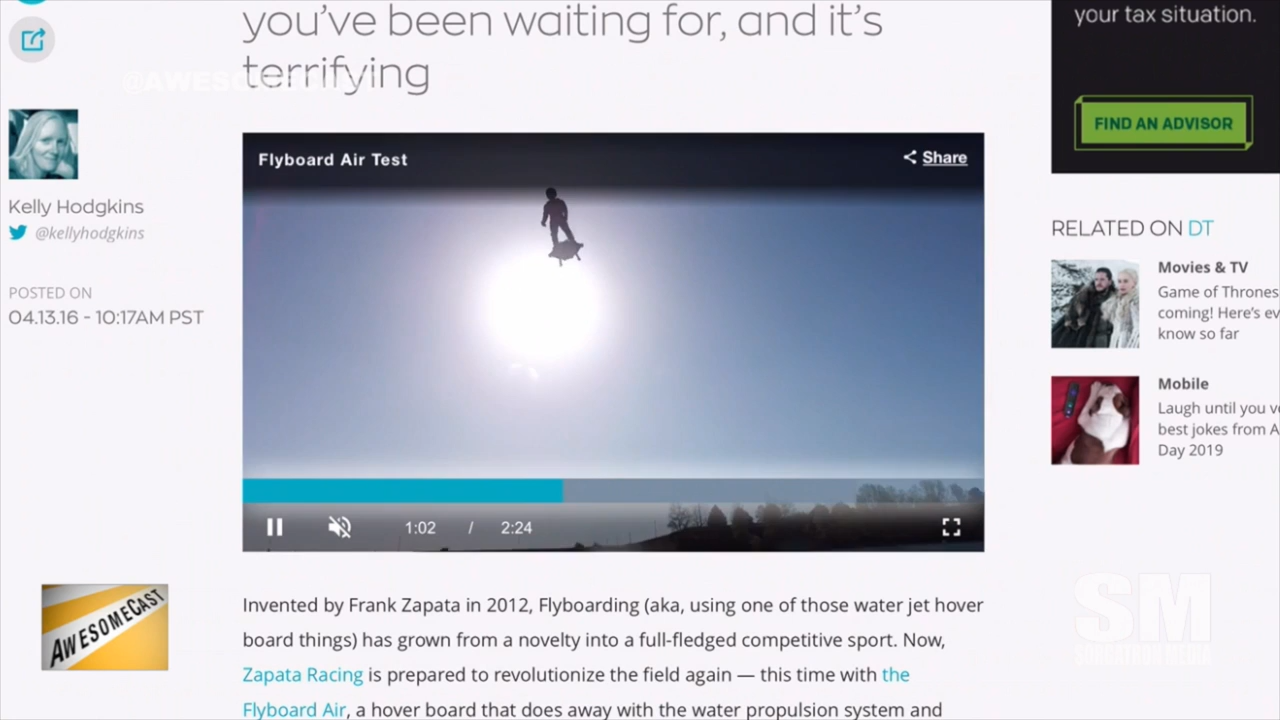 you've been waiting for, and it's
terrifying
@AWESOMECAST
Kelly Hodgkins
@kellyhodgkins
POSTED ON
04.13.16 - 10:17AM PST
Flyboard Air Test
Share
1:02 / 2:24
AWESOMECAST
Invented by Frank Zapata in 2012, Flyboarding (aka, using one of those water jet hover
board things) has grown from a novelty into a full-fledged competitive sport. Now,
Zapata Racing is prepared to revolutionize the field again — this time with the
Flyboard Air, a hover board that does away with the water propulsion system and
your tax situation.
FIND AN ADVISOR
RELATED ON DT
Movies & TV
Game of Thrones
coming! Here's ev
know so far
Mobile
Laugh until you v
best jokes from A
Day 2019
SM
SORGATRON MEDIA